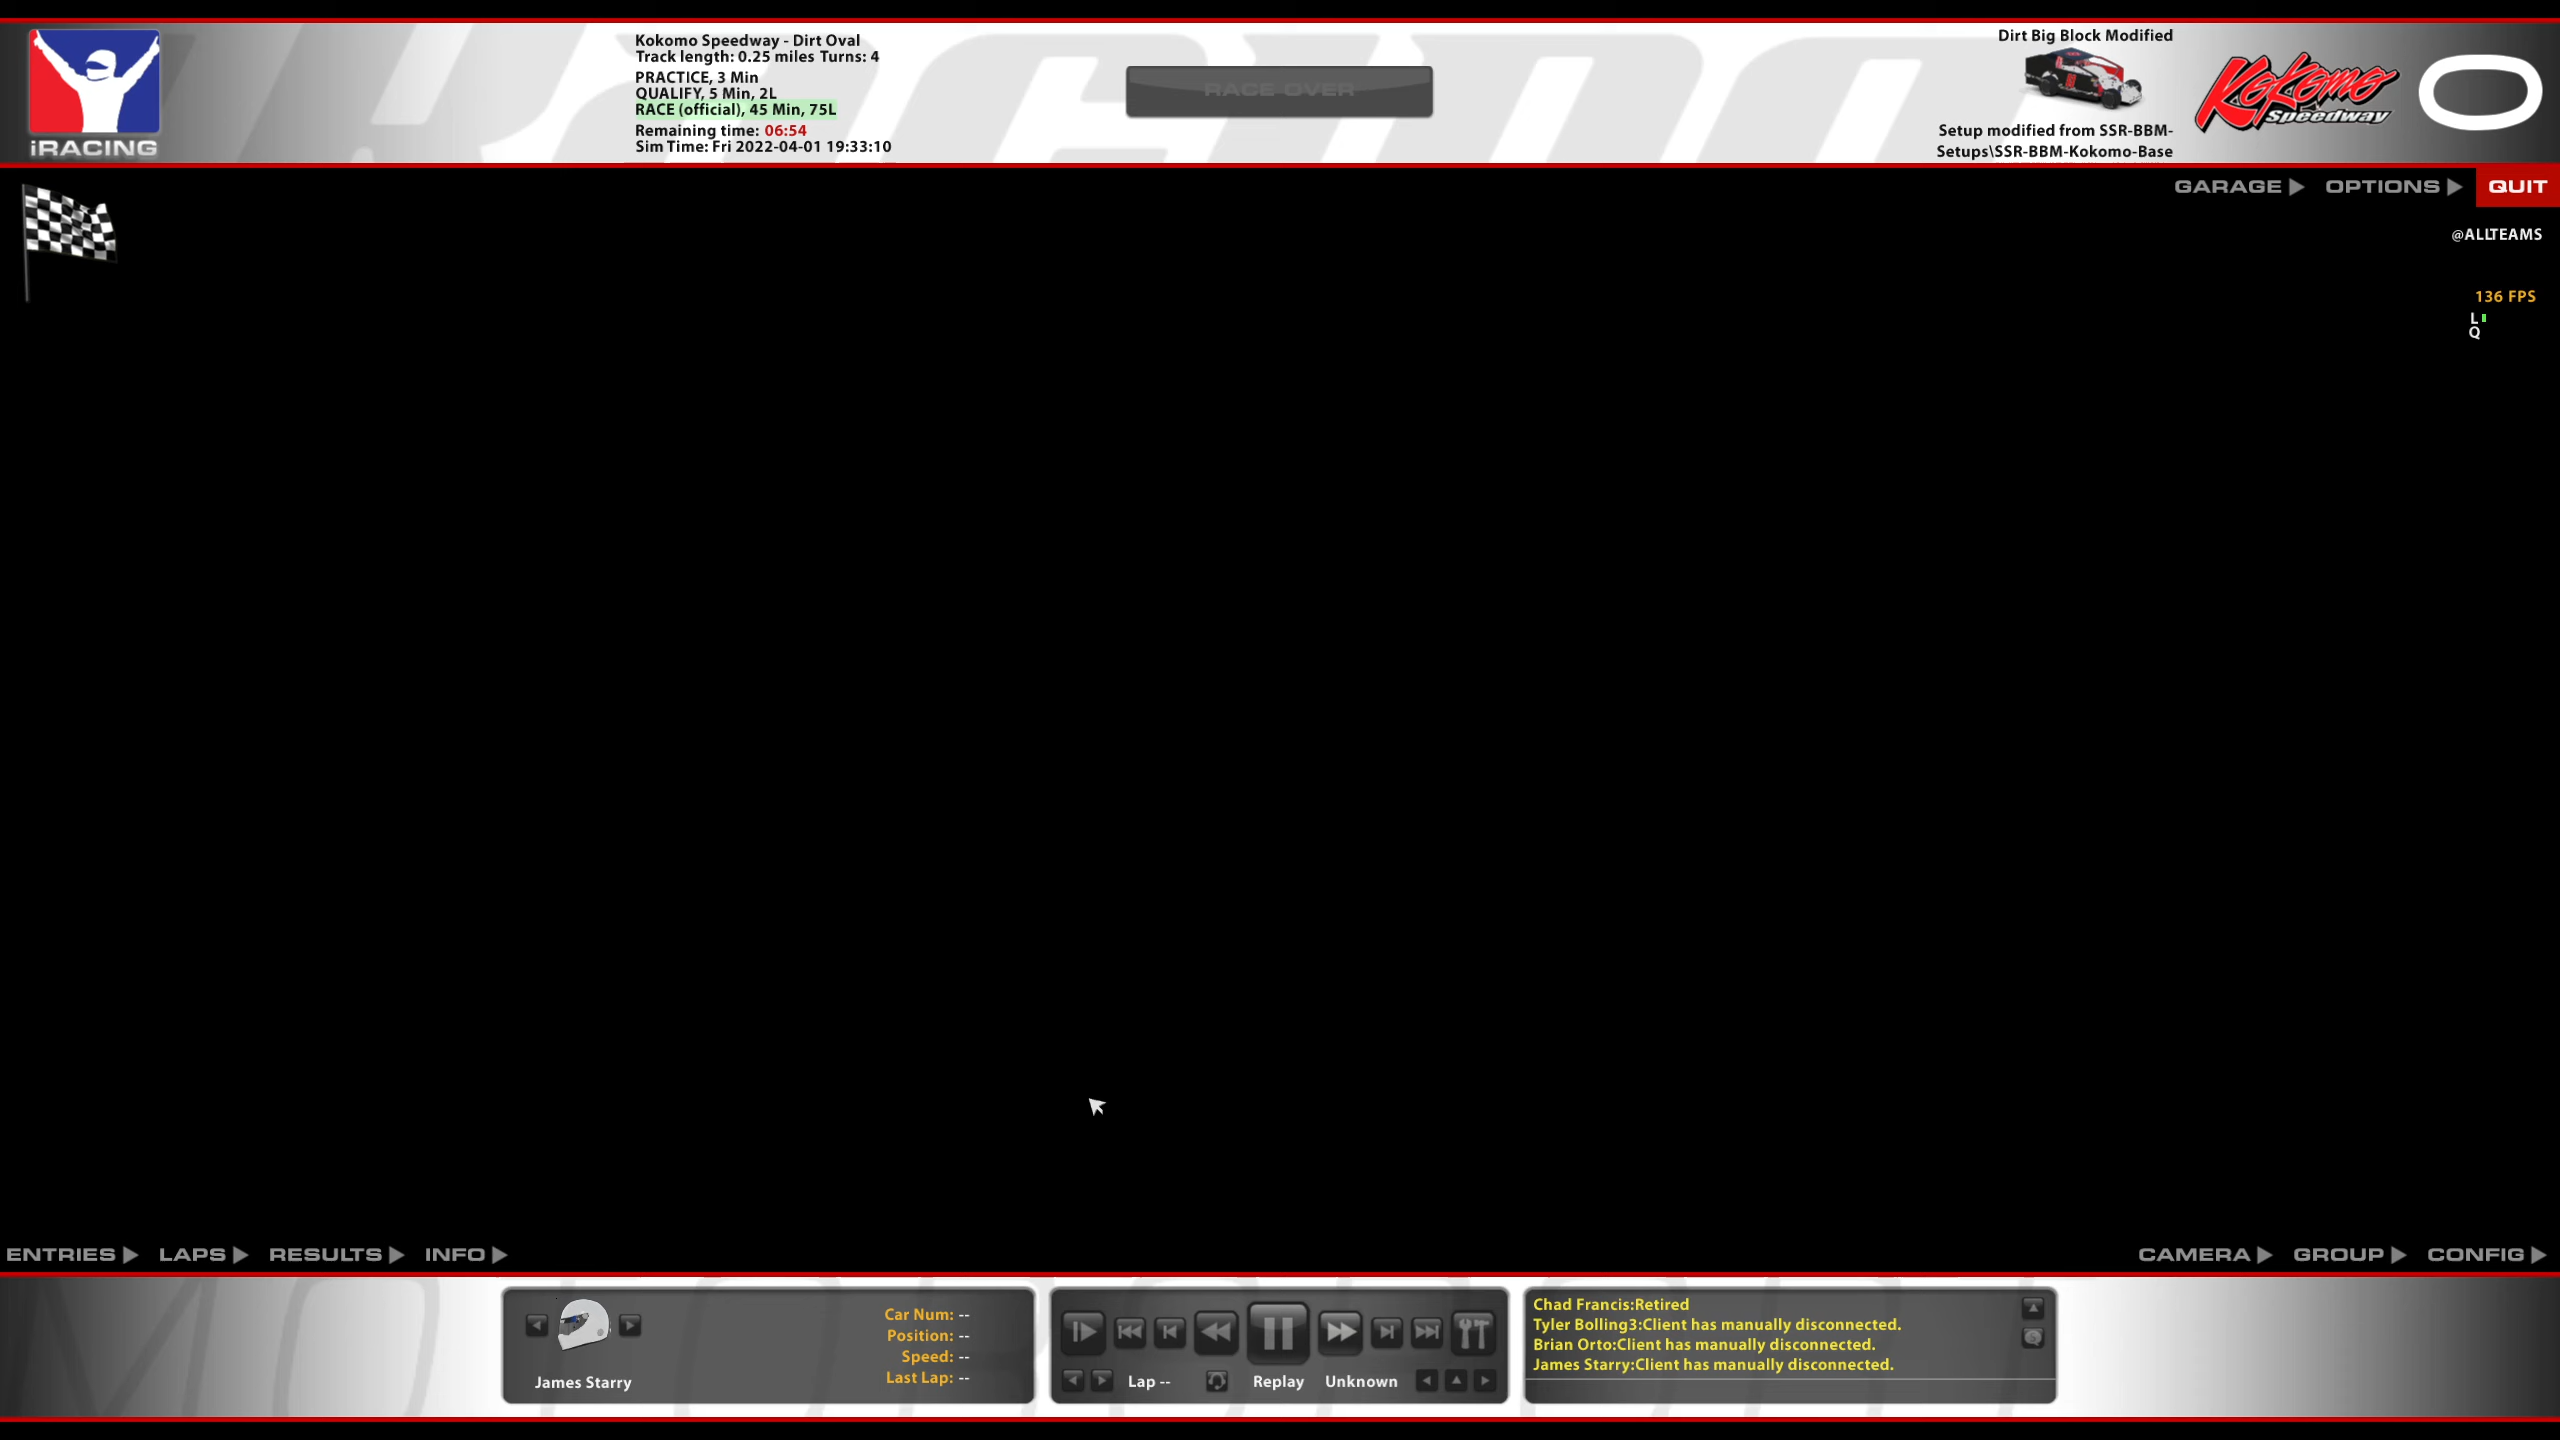 iRACING
Kokomo Speedway - Dirt Oval
Track length: 0.25 miles Turns: 4
PRACTICE, 3 Min
QUALIFY, 5 Min, 2L
RACE (official), 45 Min, 75L
Remaining time: 06:54
Sim Time: Fri 2022-04-01 19:33:10
RACE OVER
Dirt Big Block Modified
Setup modified from SSR-BBM-
Setups\SSR-BBM-Kokomo-Base
Kokomo
Speedway
GARAGE
OPTIONS
QUIT
@ALLTEAMS
136 FPS
L
Q
ENTRIES
LAPS
RESULTS
INFO
CAMERA
GROUP
CONFIG
James Starry
Car Num: --
Position: --
Speed: --
Last Lap: --
Lap --
Replay
Unknown
Chad Francis:Retired
Tyler Bolling3:Client has manually disconnected.
Brian Orto:Client has manually disconnected.
James Starry:Client has manually disconnected.